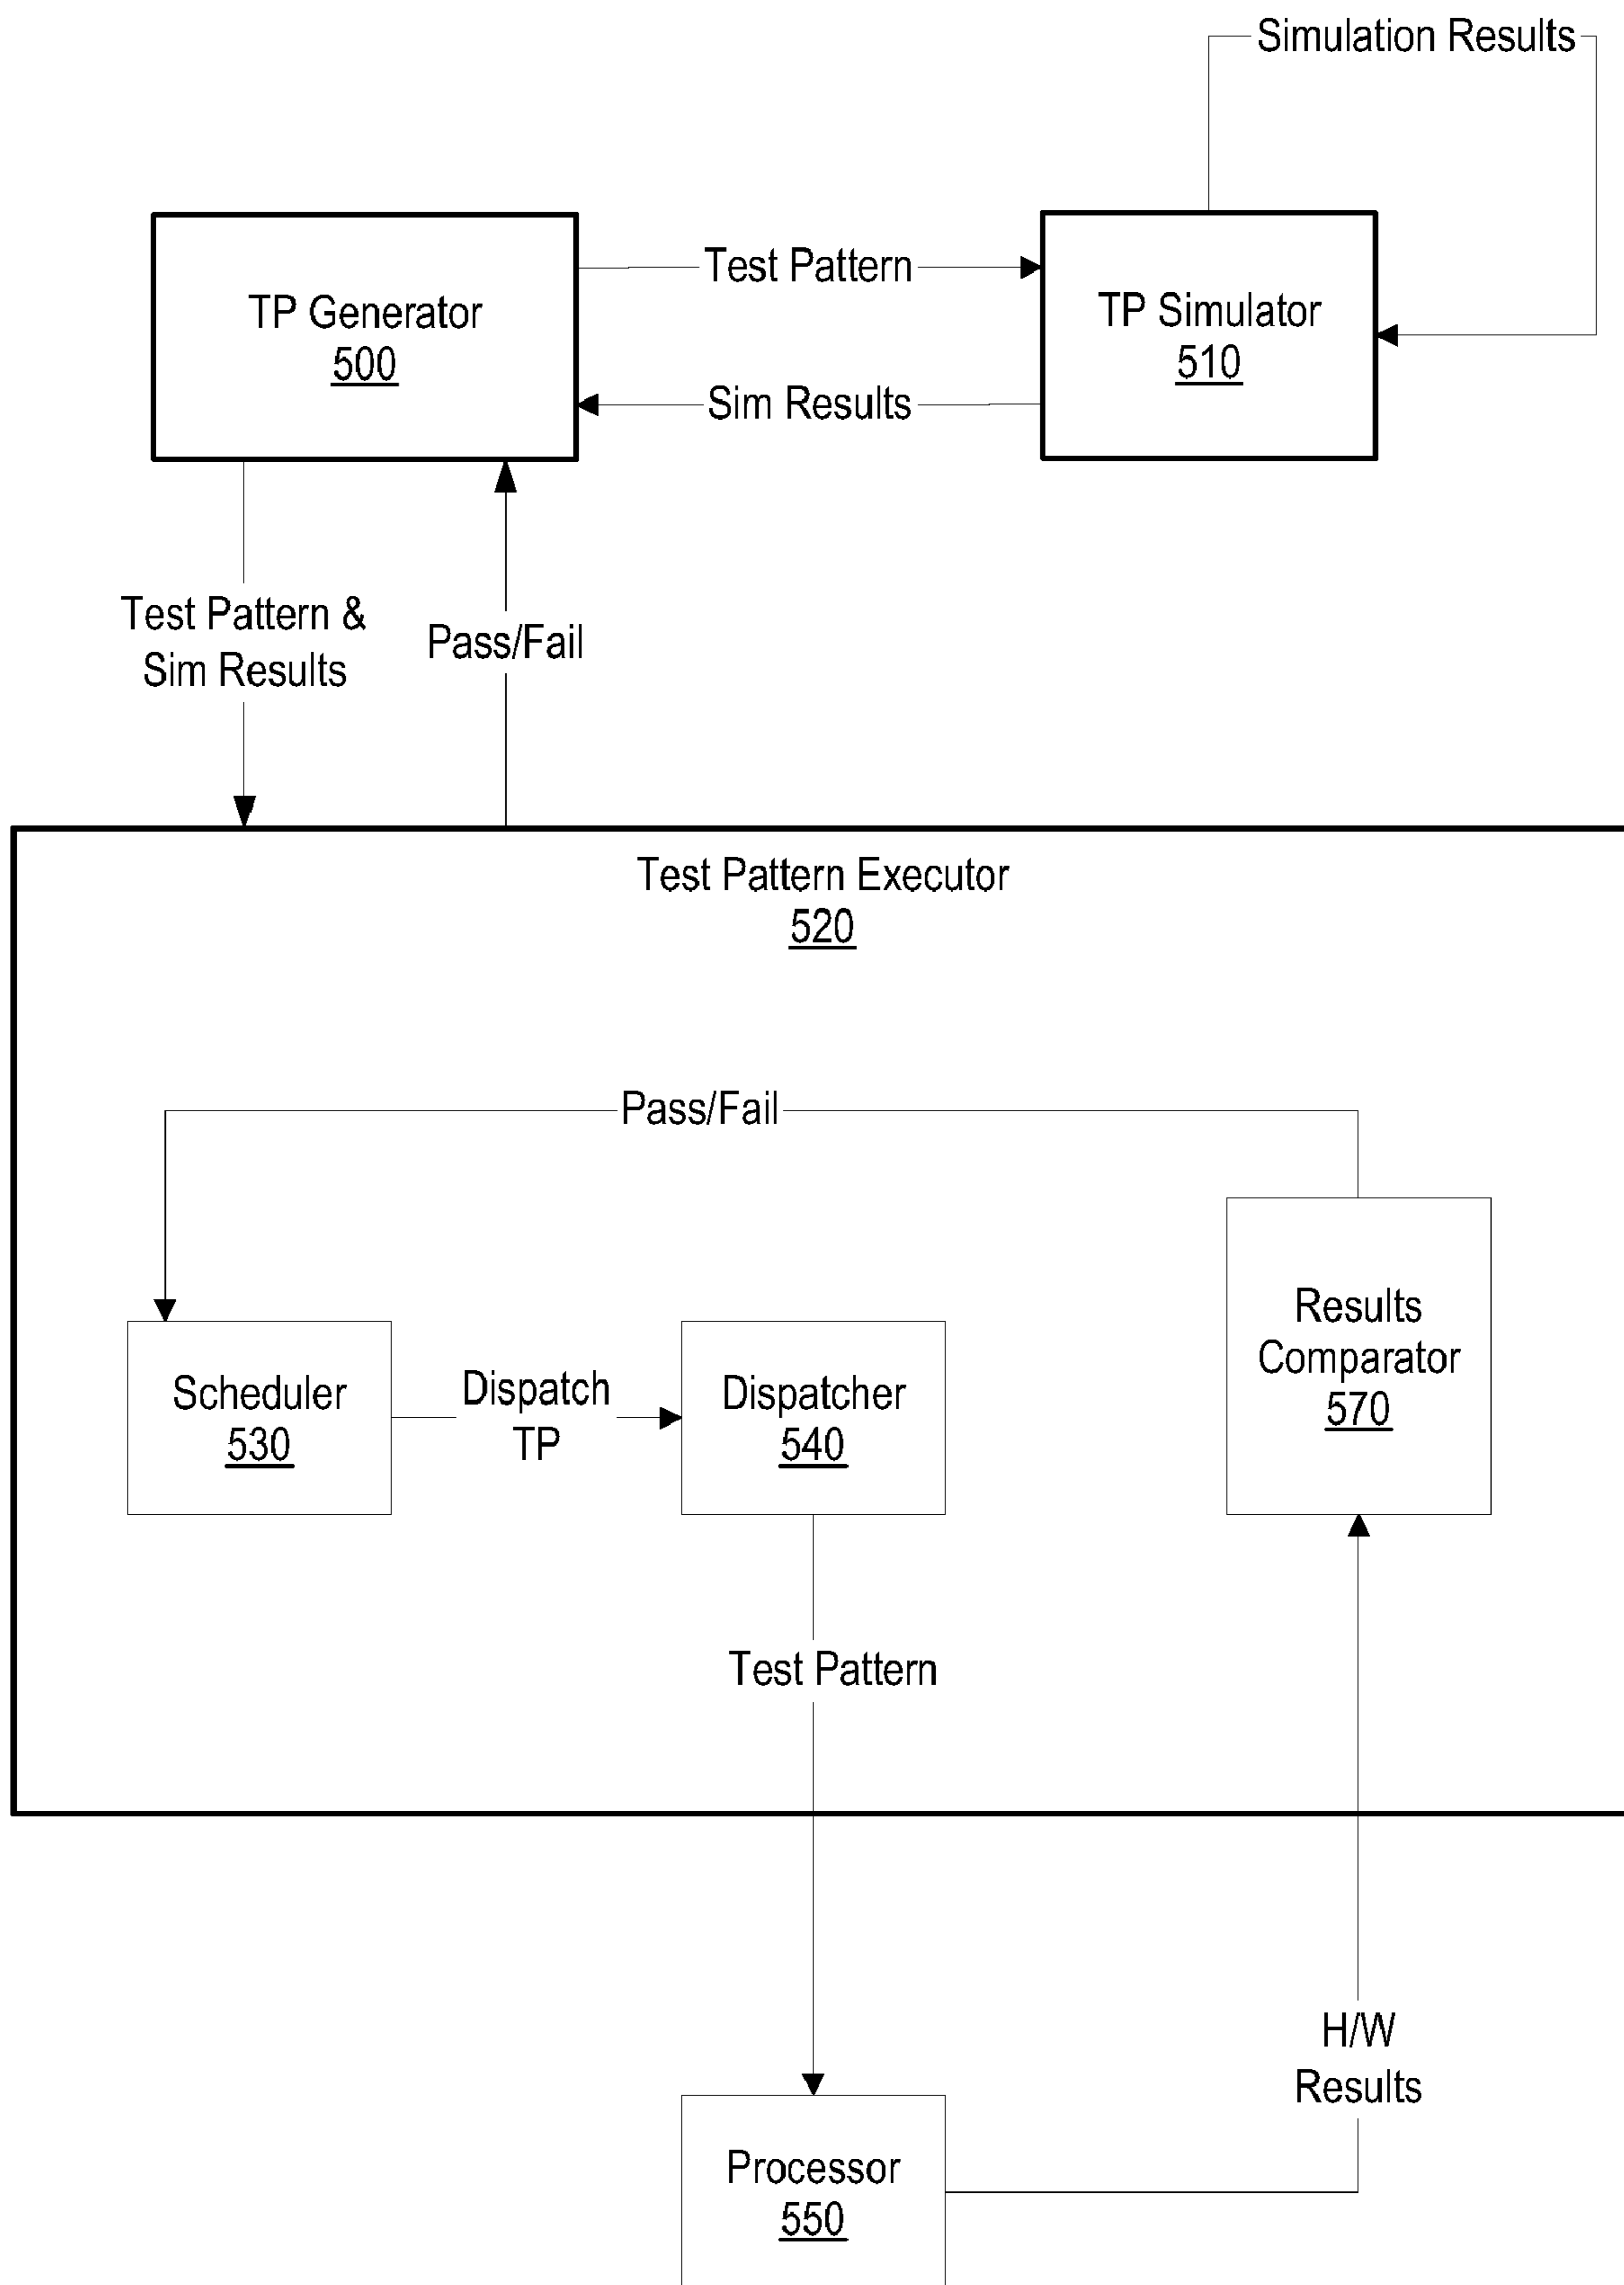 Simulation Results
Test Pattern
TP Generator
500
TP Simulator
510
Sim Results
Test Pattern &
Sim Results
Pass/Fail
Test Pattern Executor
520
Pass/Fail
Scheduler
530
Dispatch
TP
Dispatcher
540
Results
Comparator
570
Test Pattern
H/W
Results
Processor
550